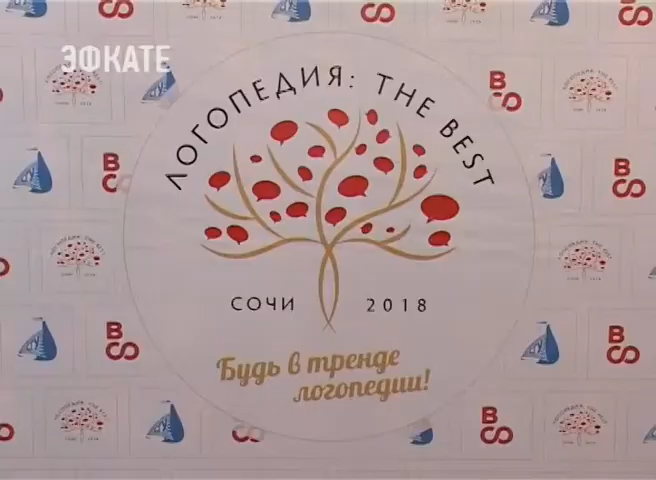 ЭФКАТЕ
ЛОГОПЕДИЯ: THE BEST
СОЧИ 2018
Будь в тренде
логопедии!